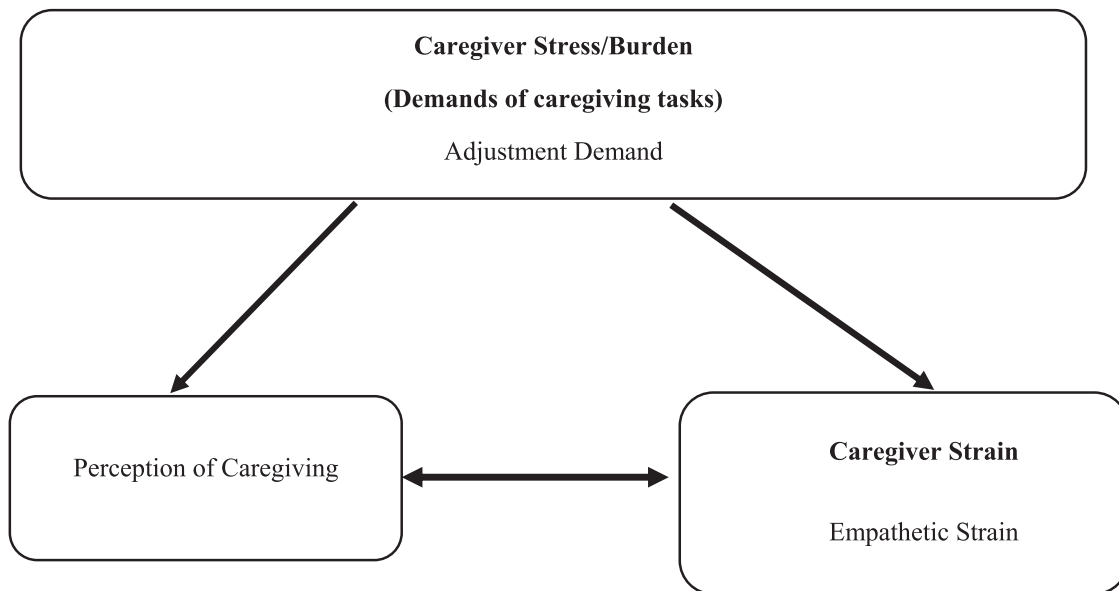 Caregiver Stress/Burden
(Demands of caregiving tasks)
Adjustment Demand
Perception of Caregiving
Caregiver Strain
Empathetic Strain